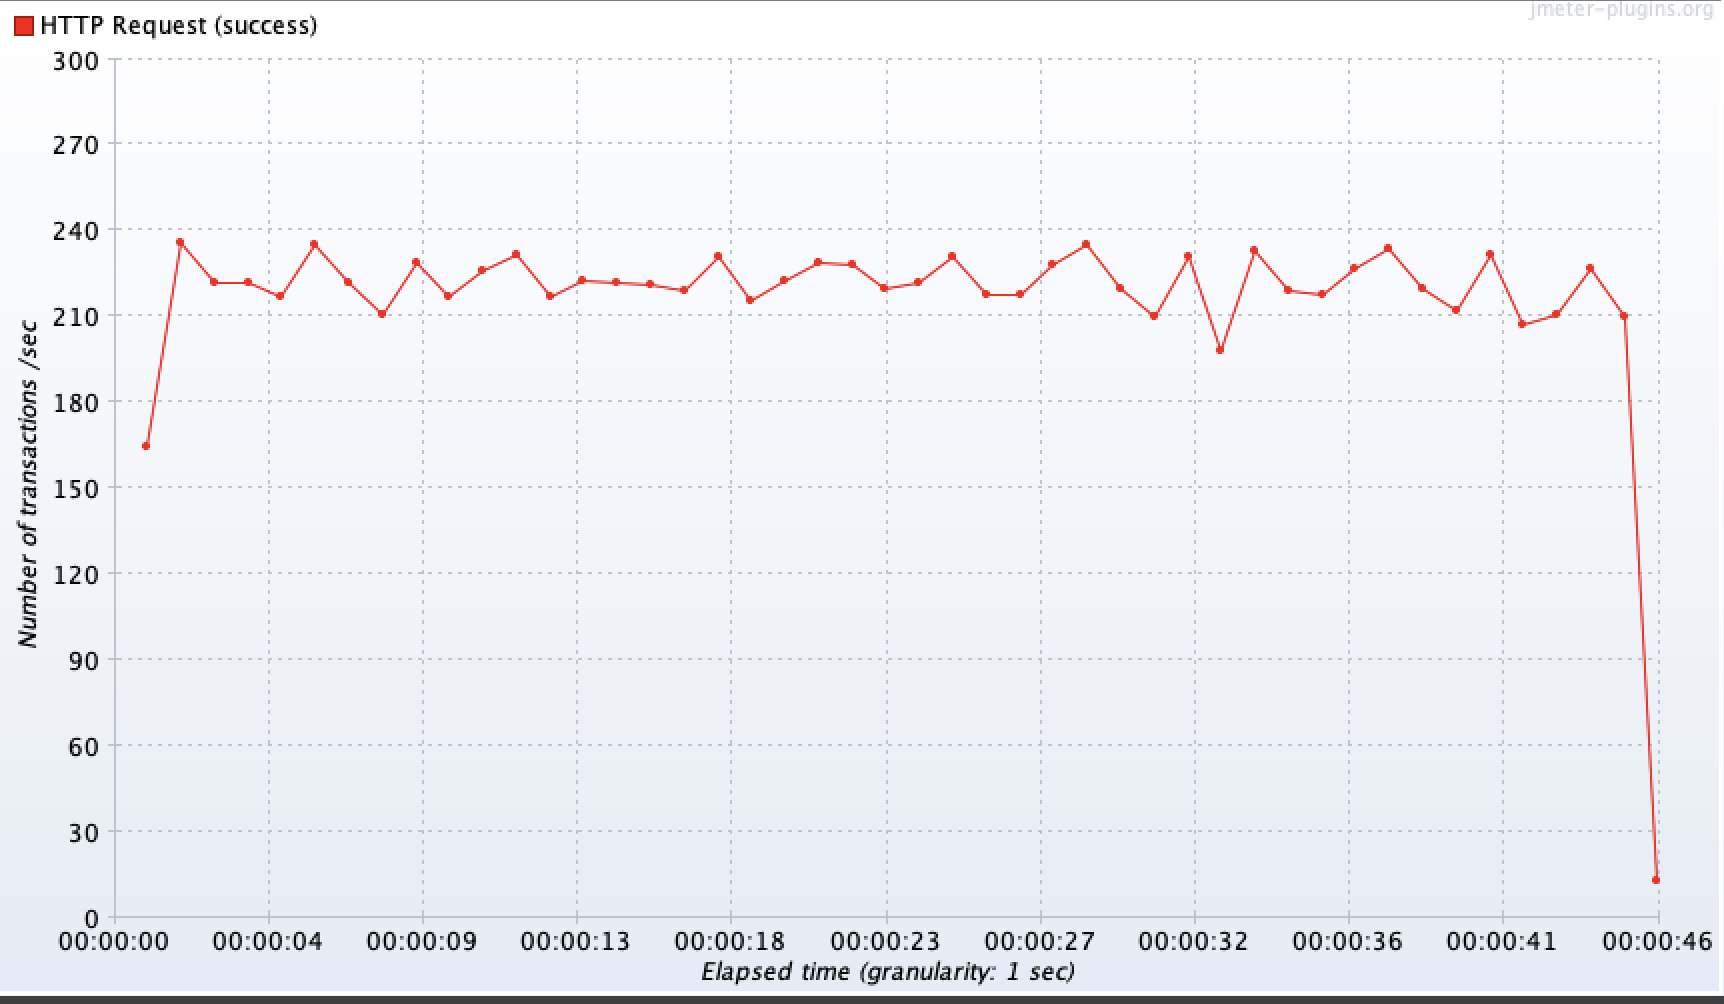 jmeter-plugins.org
HTTP Request (success)
300
270
240
210
180
150
120
90
60
30
0
Number of transactions /sec
00:00:00 00:00:04 00:00:09 00:00:13 00:00:18 00:00:23 00:00:27 00:00:32 00:00:36 00:00:41 00:00:46
Elapsed time (granularity: 1 sec)